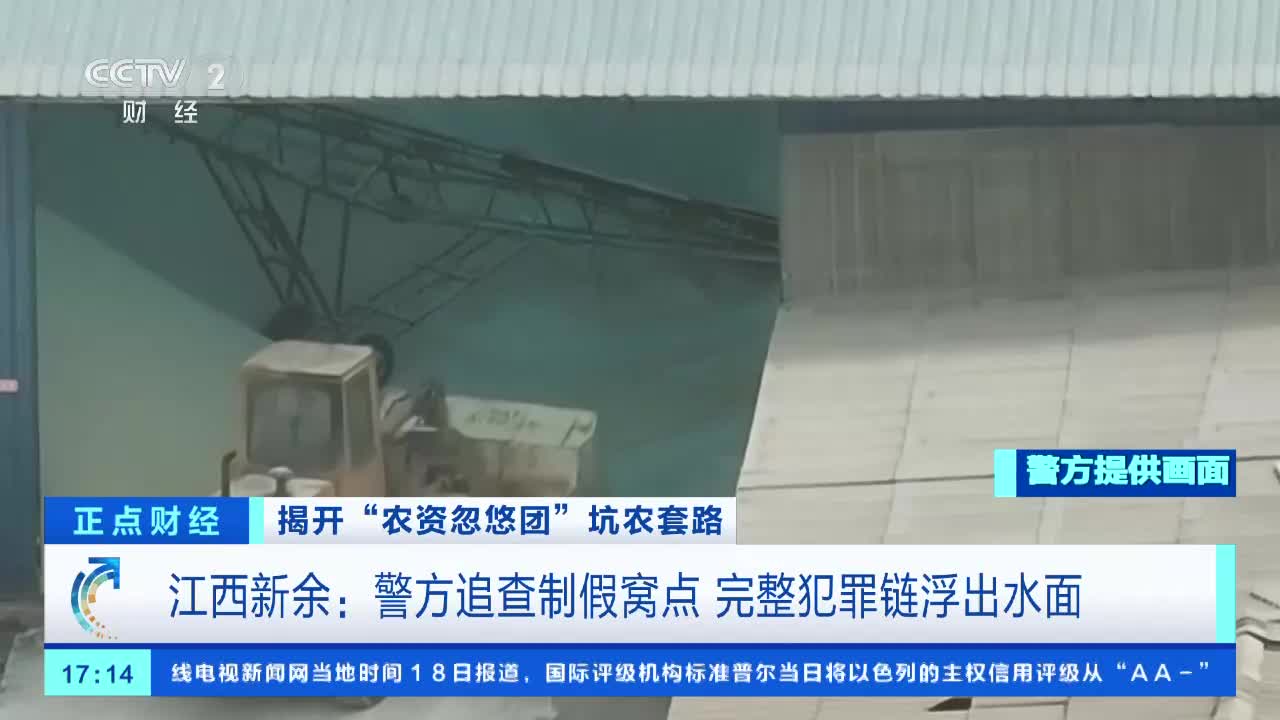 CCTV 2
财 经
警方提供画面
正点财经
揭开“农资忽悠团”坑农套路
江西新余：警方追查制假窝点 完整犯罪链浮出水面
17:14
线电视新闻网当地时间18日报道，国际评级机构标准普尔当日将以色列的主权信用评级从“AA-”